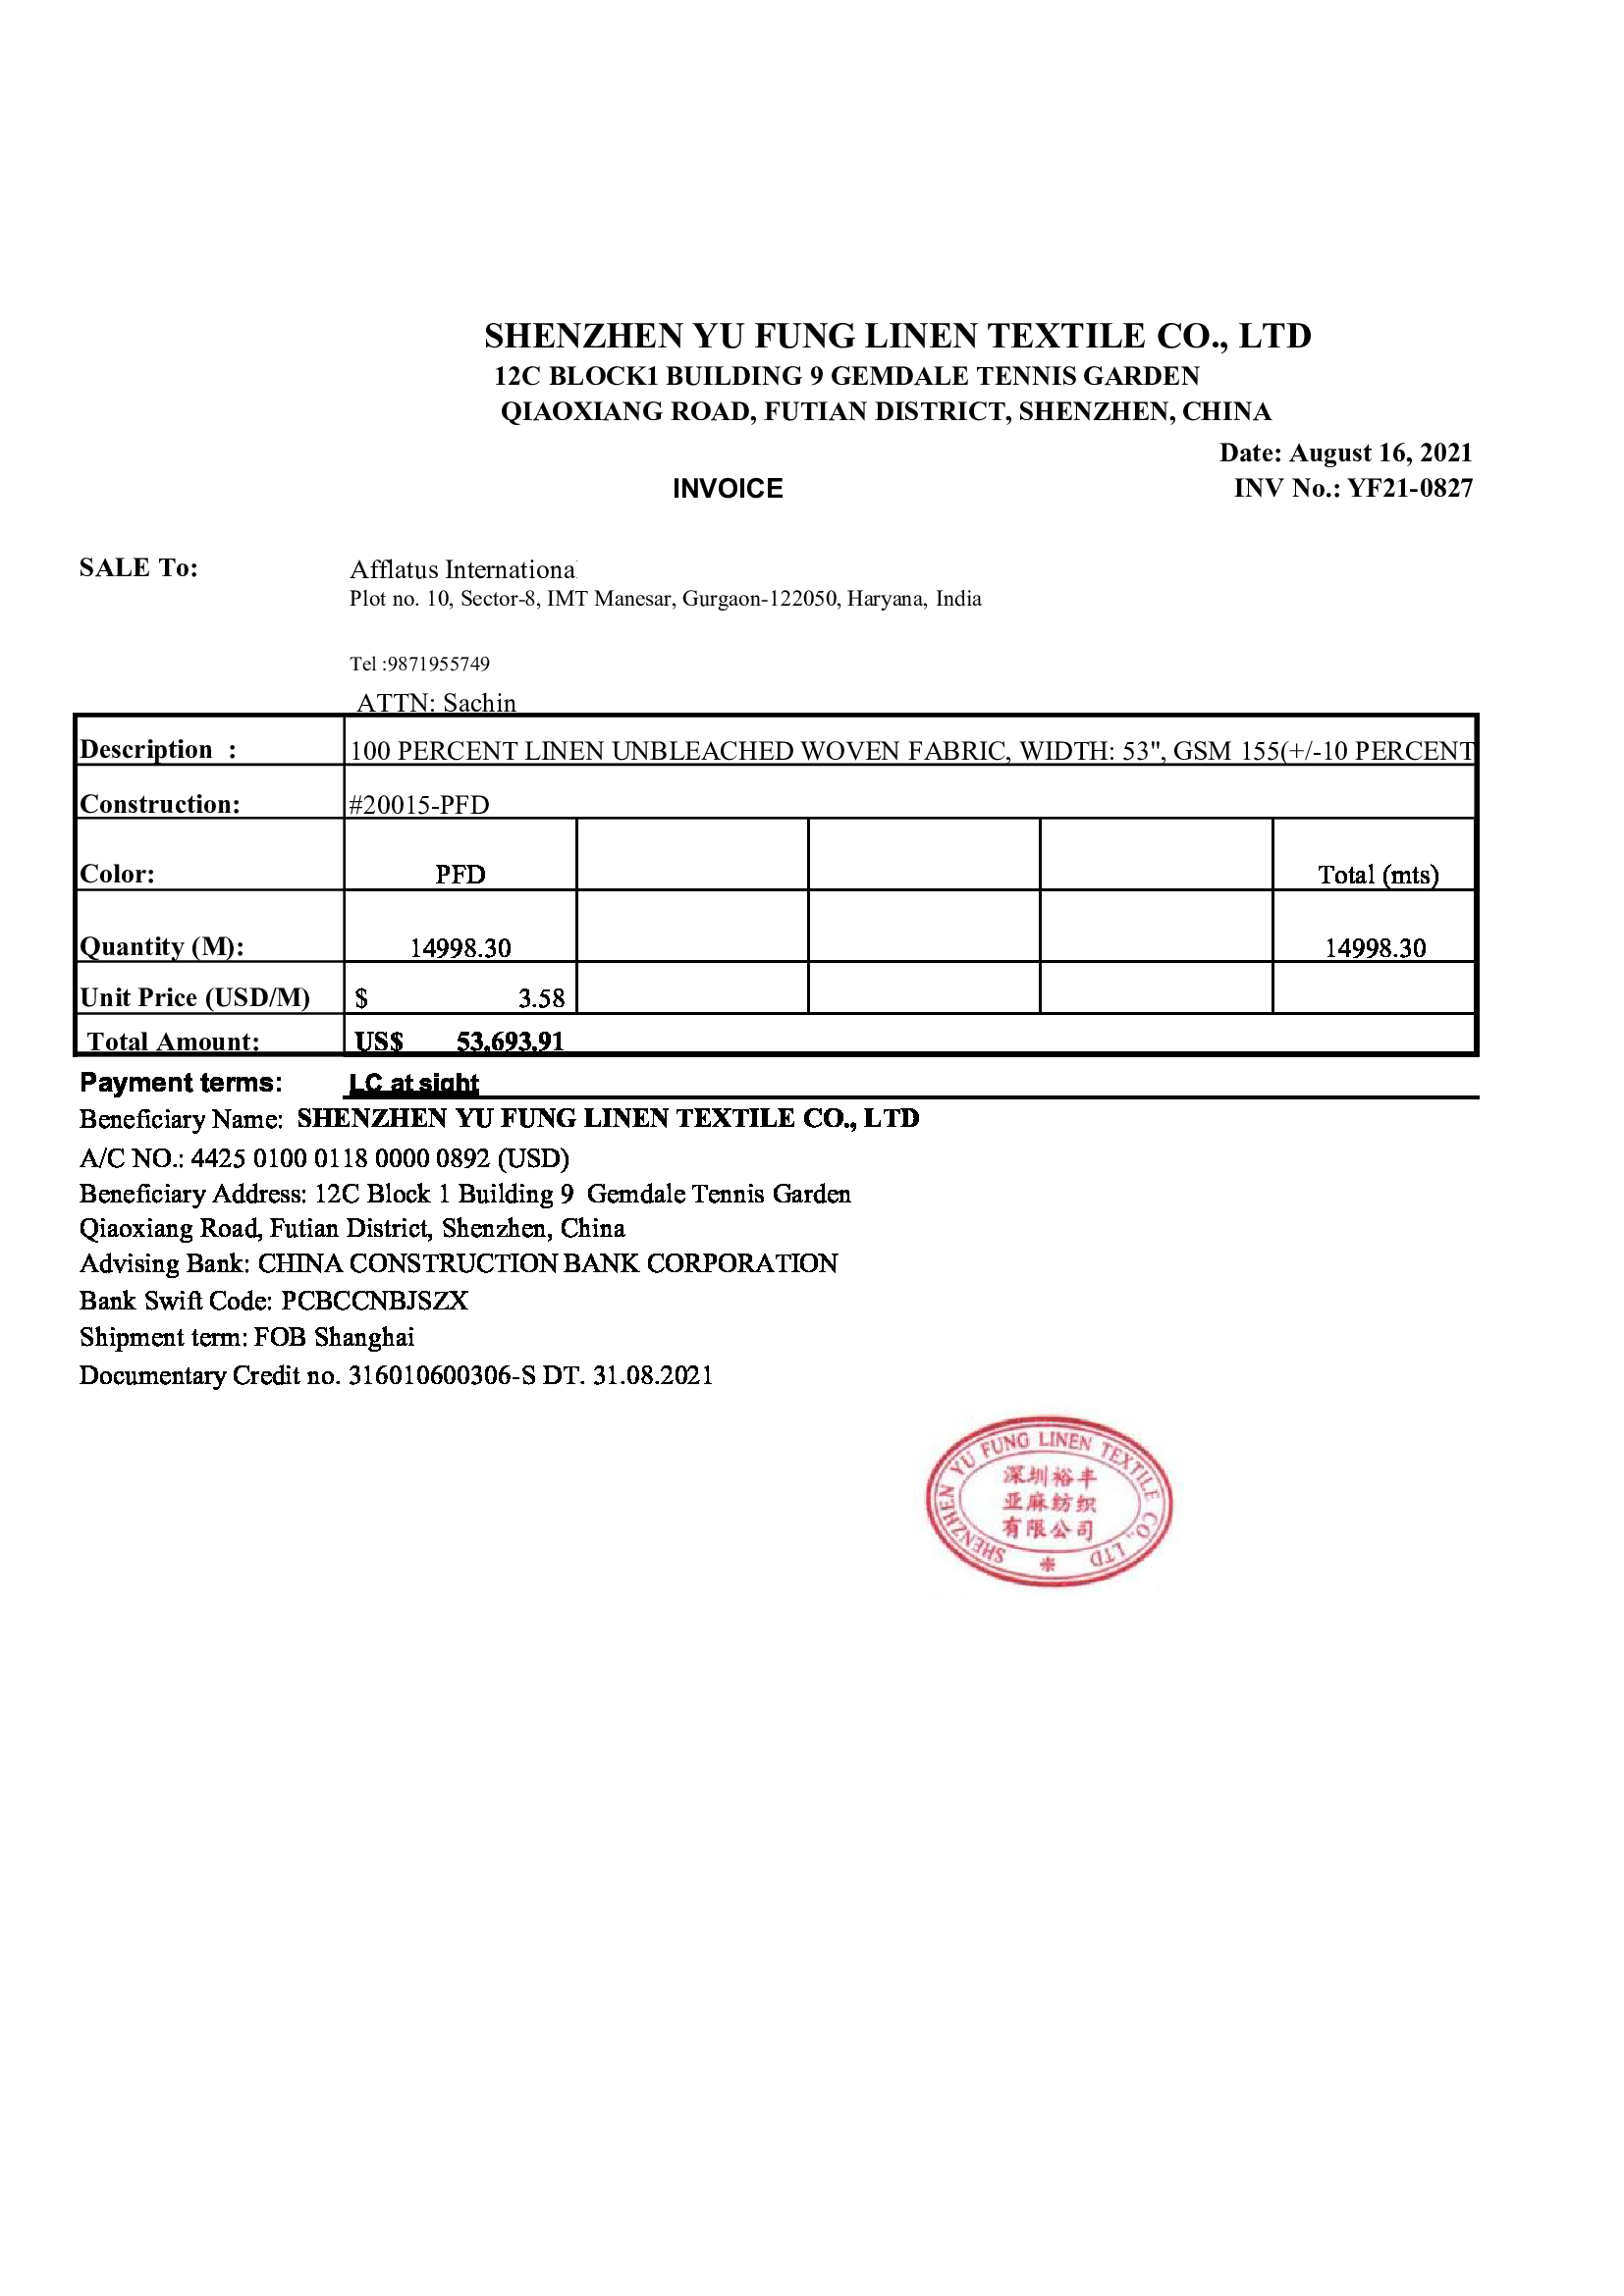 SHENZHEN YU FUNG LINEN TEXTILE CO., LTD
12C BLOCK1 BUILDING 9 GEMDALE TENNIS GARDEN
QIAOXIANG ROAD, FUTIAN DISTRICT, SHENZHEN, CHINA
Date: August 16, 2021
INVOICE INV No.: YF21-0827
SALE To: Afflatus Internationa
Plot no. 10, Sector-8, IMT Manesar, Gurgaon-122050, Haryana, India
Tel :9871955749
ATTN: Sachin
Description : 100 PERCENT LINEN UNBLEACHED WOVEN FABRIC, WIDTH: 53", GSM 155(+/-10 PERCENT
Construction: #20015-PFD
Color: PFD Total (mts)
Quantity (M): 14998.30 14998.30
Unit Price (USD/M) $ 3.58
Total Amount: US$ 53,693.91
Payment terms: LC at sight
Beneficiary Name: SHENZHEN YU FUNG LINEN TEXTILE CO., LTD
A/C NO.: 4425 0100 0118 0000 0892 (USD)
Beneficiary Address: 12C Block 1 Building 9 Gemdale Tennis Garden
Qiaoxiang Road, Futian District, Shenzhen, China
Advising Bank: CHINA CONSTRUCTION BANK CORPORATION
Bank Swift Code: PCBCCNBJSZX
Shipment term: FOB Shanghai
Documentary Credit no. 316010600306-S DT. 31.08.2021
SHENZHEN YU FUNG LINEN TEXTILE CO., LTD
深圳裕丰
亚麻纺织
有限公司